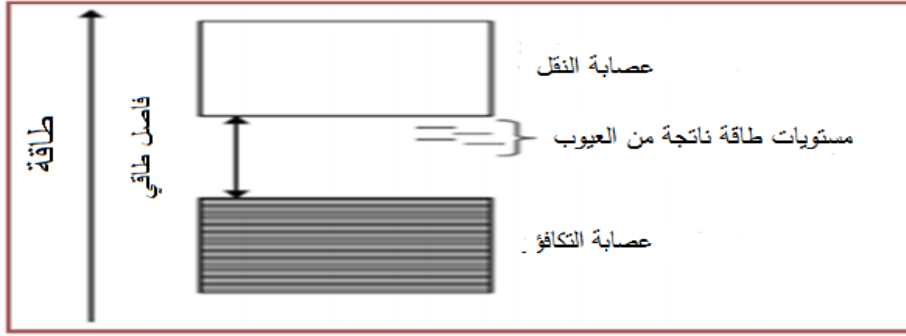 عصابة النقل
مستويات طاقة ناتجة من العيوب
عصابة التكافؤ
فاصل طاقي
طاقة